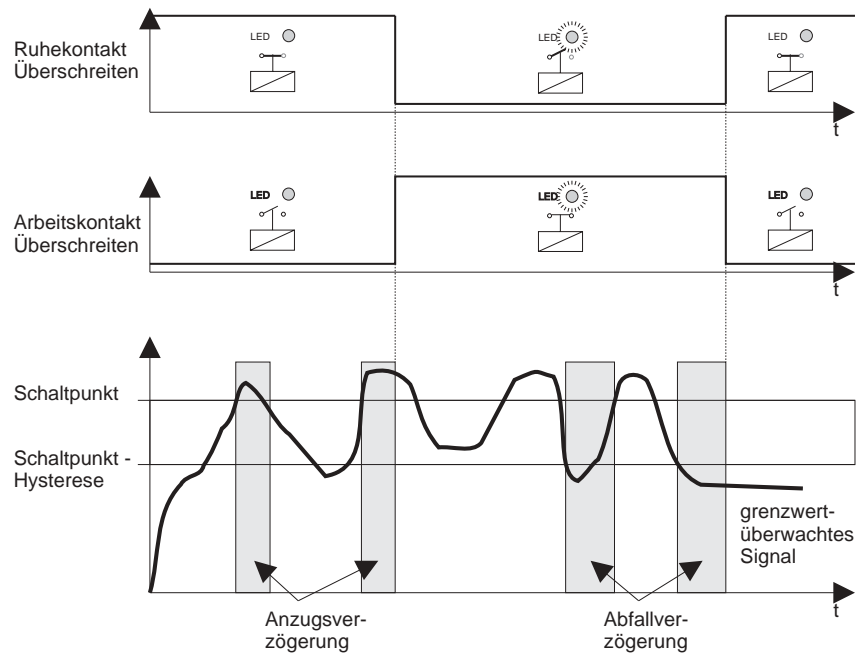 LED
LED
LED
Ruhekontakt
Überschreiten
t
LED
LED
LED
Arbeitskontakt
Überschreiten
t
Schaltpunkt
Schaltpunkt -
Hysterese
grenzwert-
überwachtes
Signal
t
Anzugsver-
zögerung
Abfallver-
zögerung